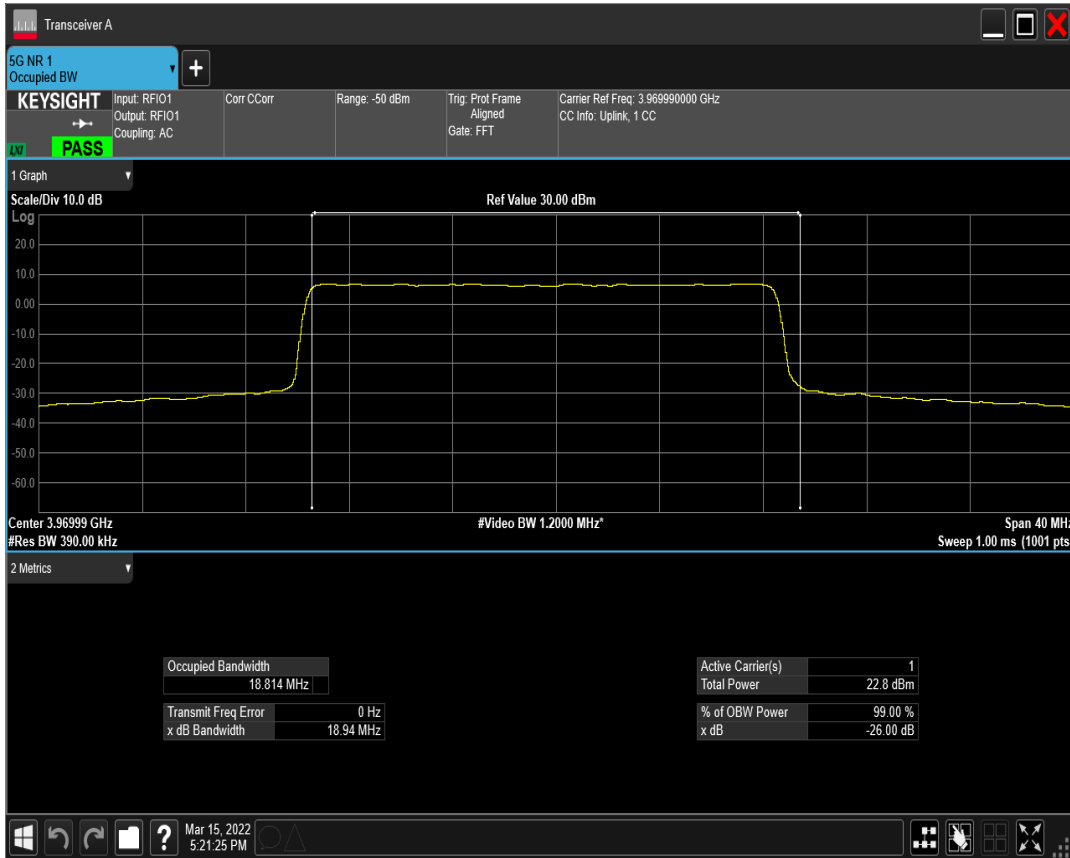 Transceiver A
5G NR 1
Occupied BW
+
KEYSIGHT
LXI
PASS
Input: RFIO1
Output: RFIO1
Coupling: AC
Corr CCorr
Range: -50 dBm
Trig: Prot Frame
Aligned
Gate: FFT
Carrier Ref Freq: 3.969990000 GHz
CC Info: Uplink, 1 CC
1 Graph
Scale/Div 10.0 dB
Ref Value 30.00 dBm
Log
20.0
10.0
0.00
-10.0
-20.0
-30.0
-40.0
-50.0
-60.0
Center 3.96999 GHz
#Video BW 1.2000 MHz*
Span 40 MHz
#Res BW 390.00 kHz
Sweep 1.00 ms (1001 pts
2 Metrics
Occupied Bandwidth
18.814 MHz
Transmit Freq Error 0 Hz
x dB Bandwidth 18.94 MHz
Active Carrier(s) 1
Total Power 22.8 dBm
% of OBW Power 99.00 %
x dB -26.00 dB
?
Mar 15, 2022
5:21:25 PM